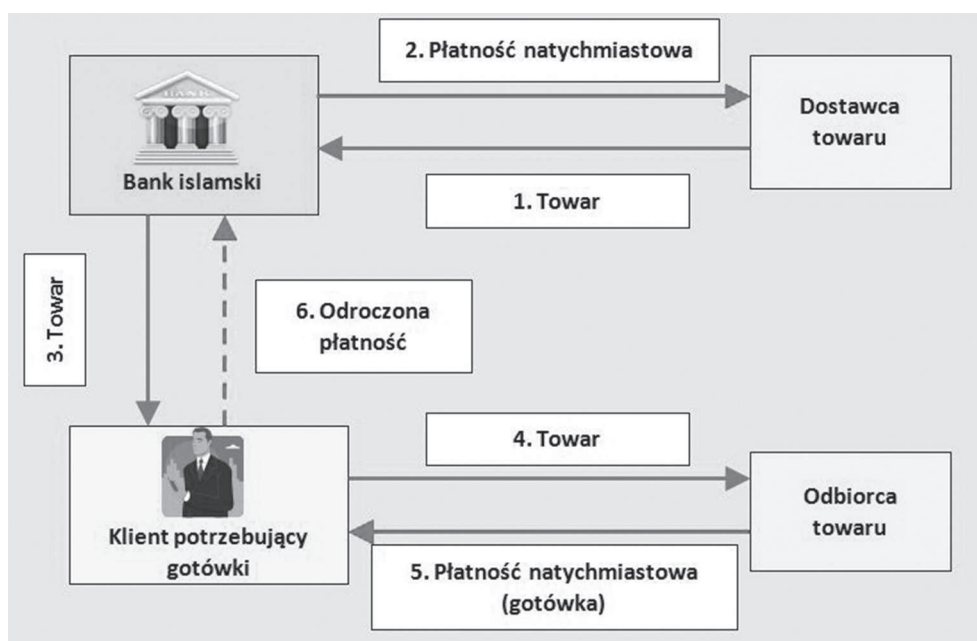 2. Płatność natychmiastowa
BANK
Bank islamski
Dostawca
towaru
1. Towar
3. Towar
6. Odroczona
płatność
4. Towar
Klient potrzebujący
gotówki
Odbiorca
towaru
5. Płatność natychmiastowa
(gotówka)